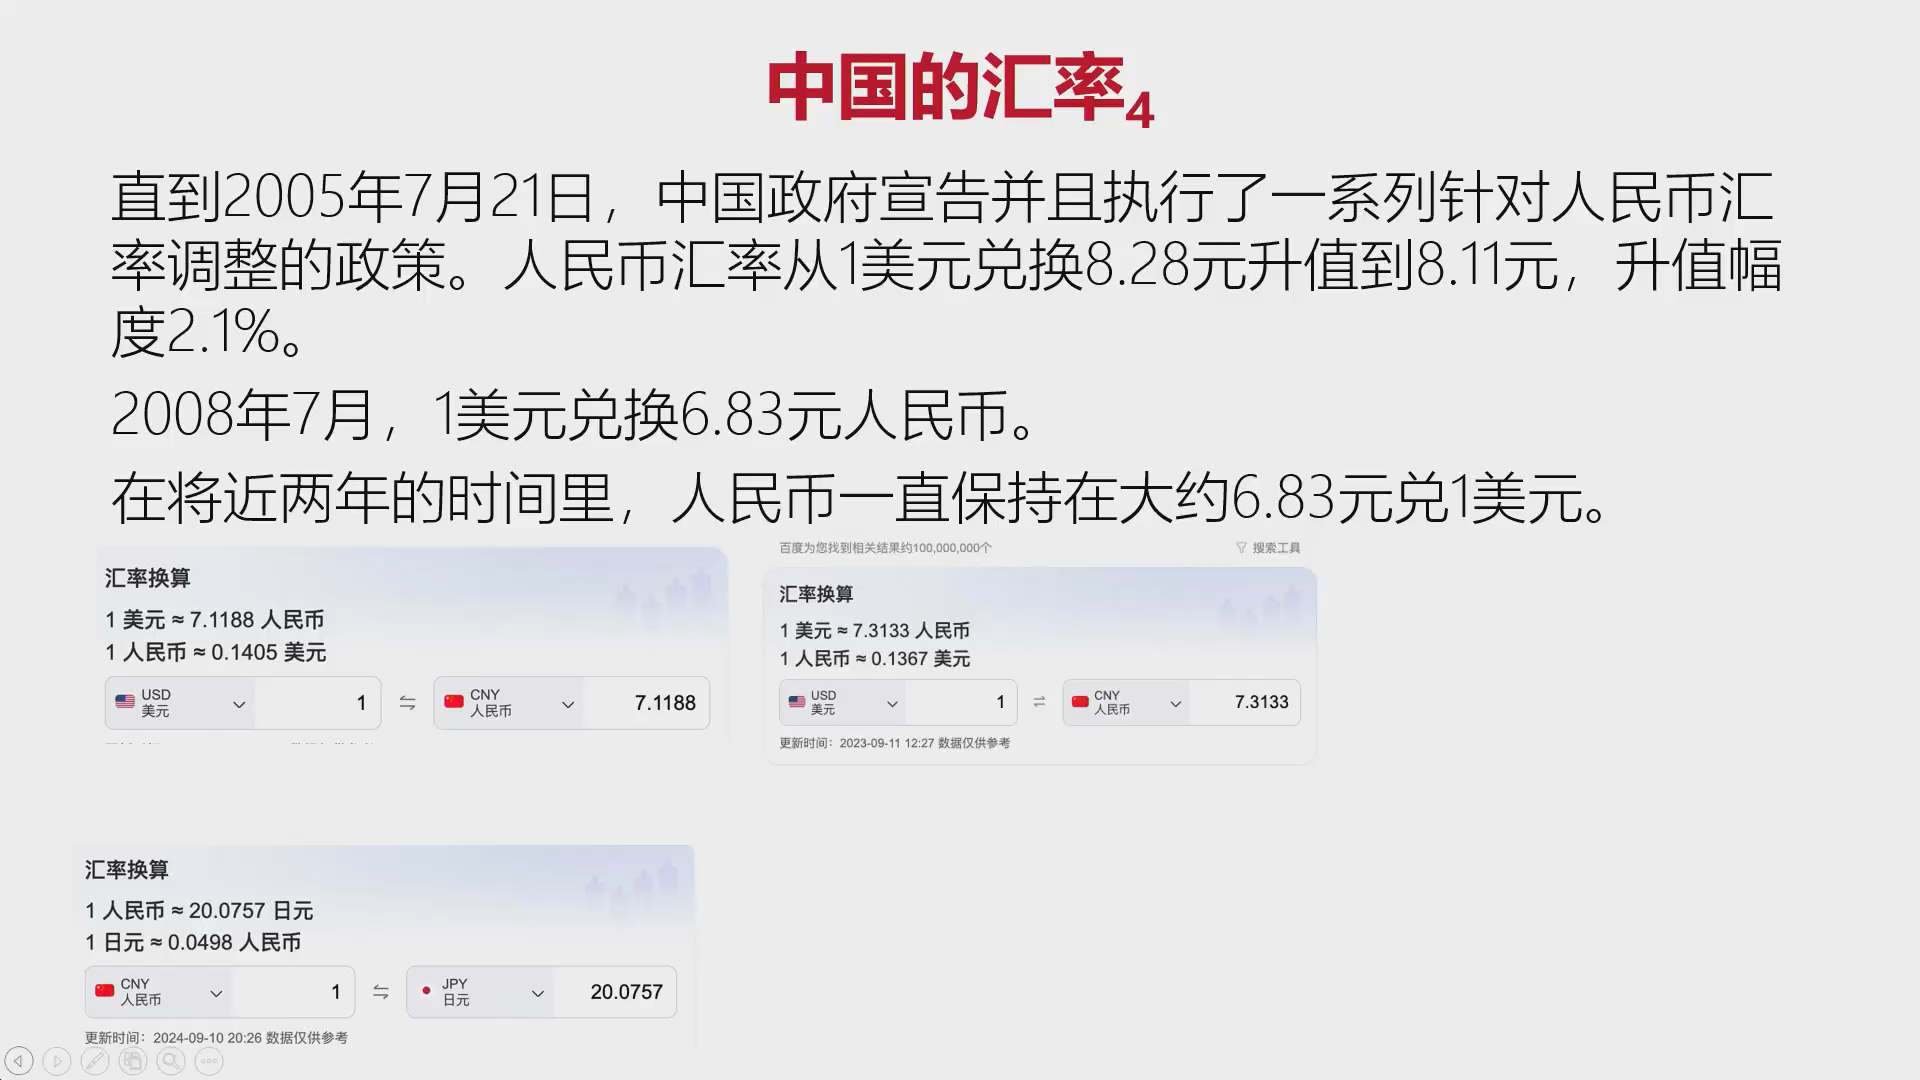 中国的汇率4
直到2005年7月21日，中国政府宣告并且执行了一系列针对人民币汇
率调整的政策。人民币汇率从1美元兑换8.28元升值到8.11元，升值幅
度2.1%。
2008年7月，1美元兑换6.83元人民币。
在将近两年的时间里，人民币一直保持在大约6.83元兑1美元。
汇率换算
1 美元 ≈ 7.1188 人民币
1 人民币 ≈ 0.1405 美元
USD 美元 1 CNY 人民币 7.1188
百度为您找到相关结果约100,000,000个 搜索工具
汇率换算
1 美元 ≈ 7.3133 人民币
1 人民币 ≈ 0.1367 美元
USD 美元 1 CNY 人民币 7.3133
更新时间：2023-09-11 12:27 数据仅供参考
汇率换算
1 人民币 ≈ 20.0757 日元
1 日元 ≈ 0.0498 人民币
CNY 人民币 1 JPY 日元 20.0757
更新时间：2024-09-10 20:26 数据仅供参考